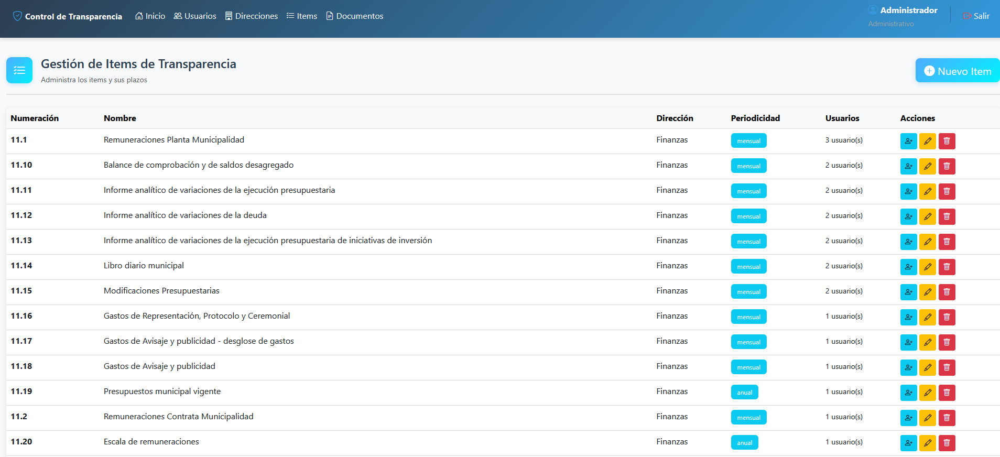 Control de Transparencia Inicio Usuarios Direcciones Items Documentos Administrador Salir
Administrativo
Gestión de Items de Transparencia
Administra los items y sus plazos
Nuevo Item
Numeración Nombre Dirección Periodicidad Usuarios Acciones
11.1 Remuneraciones Planta Municipalidad Finanzas mensual 3 usuario(s)
11.10 Balance de comprobación y de saldos desagregado Finanzas mensual 2 usuario(s)
11.11 Informe analítico de variaciones de la ejecución presupuestaria Finanzas mensual 2 usuario(s)
11.12 Informe analítico de variaciones de la deuda Finanzas mensual 2 usuario(s)
11.13 Informe analítico de variaciones de la ejecución presupuestaria de iniciativas de inversión Finanzas mensual 2 usuario(s)
11.14 Libro diario municipal Finanzas mensual 2 usuario(s)
11.15 Modificaciones Presupuestarias Finanzas mensual 2 usuario(s)
11.16 Gastos de Representación, Protocolo y Ceremonial Finanzas mensual 1 usuario(s)
11.17 Gastos de Avisaje y publicidad - desglose de gastos Finanzas mensual 1 usuario(s)
11.18 Gastos de Avisaje y publicidad Finanzas mensual 1 usuario(s)
11.19 Presupuestos municipal vigente Finanzas anual 1 usuario(s)
11.2 Remuneraciones Contrata Municipalidad Finanzas mensual 1 usuario(s)
11.20 Escala de remuneraciones Finanzas anual 1 usuario(s)